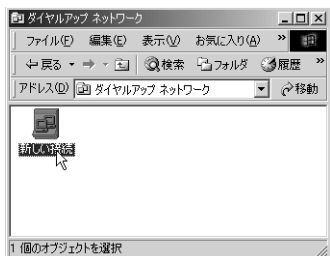 ダイヤルアップ ネットワーク
ファイル(F) 編集(E) 表示(V) お気に入り(A) »
戻る 検索 フォルダ 履歴 »
アドレス(D) ダイヤルアップ ネットワーク 移動
新しい接続
1 個のオブジェクトを選択